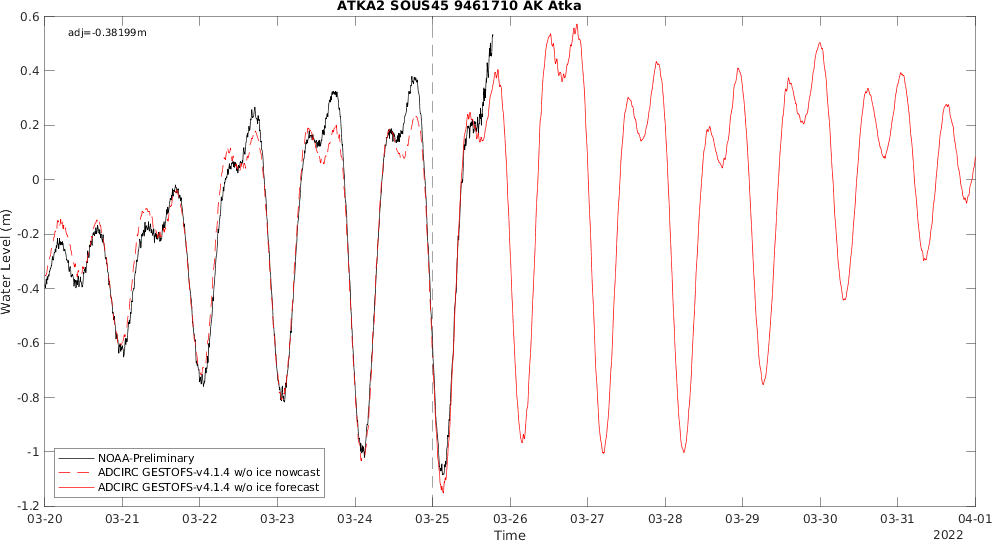 ATKA2 SOUS45 9461710 AK Atka
adj=-0.38199m
0.6
0.4
0.2
0
-0.2
-0.4
-0.6
-0.8
-1
-1.2
Water Level (m)
NOAA-Preliminary
ADCIRC GESTOFS-v4.1.4 w/o ice nowcast
ADCIRC GESTOFS-v4.1.4 w/o ice forecast
03-20 03-21 03-22 03-23 03-24 03-25 03-26 03-27 03-28 03-29 03-30 03-31 04-01
Time
2022